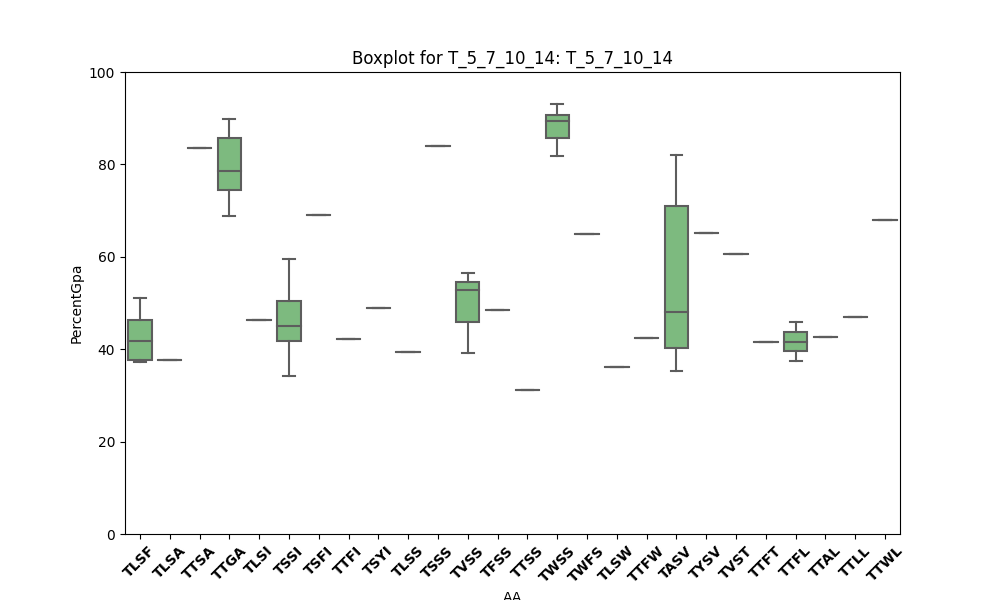 Boxplot for T_5_7_10_14: T_5_7_10_14
PercentGpa
100
80
60
40
20
0
TLSF TLSA TTSA TTGA TLSI TSSI TSFI TTFI TSYI TLSS TSSS TVSS TFSS TTSS TWSS TWFS TLSW TTFW TASV TYSV TVST TTFT TTFL TTAL TTLL TTWL
AA